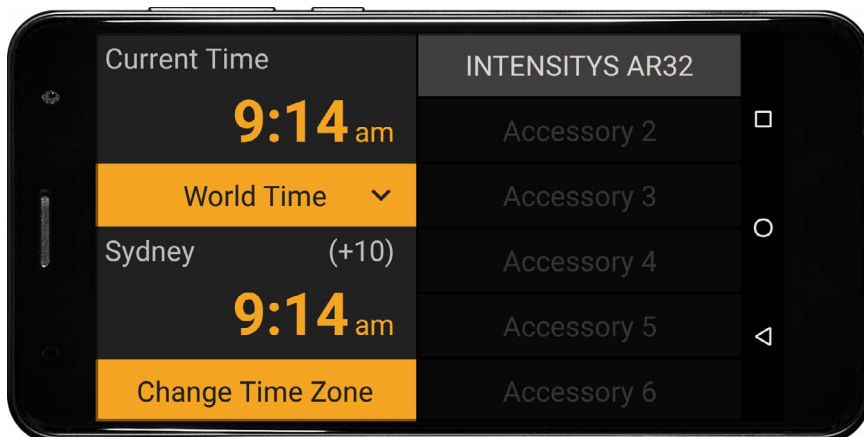 Current Time
9:14 am
World Time
Sydney (+10)
9:14 am
Change Time Zone
INTENSITYS AR32
Accessory 2
Accessory 3
Accessory 4
Accessory 5
Accessory 6